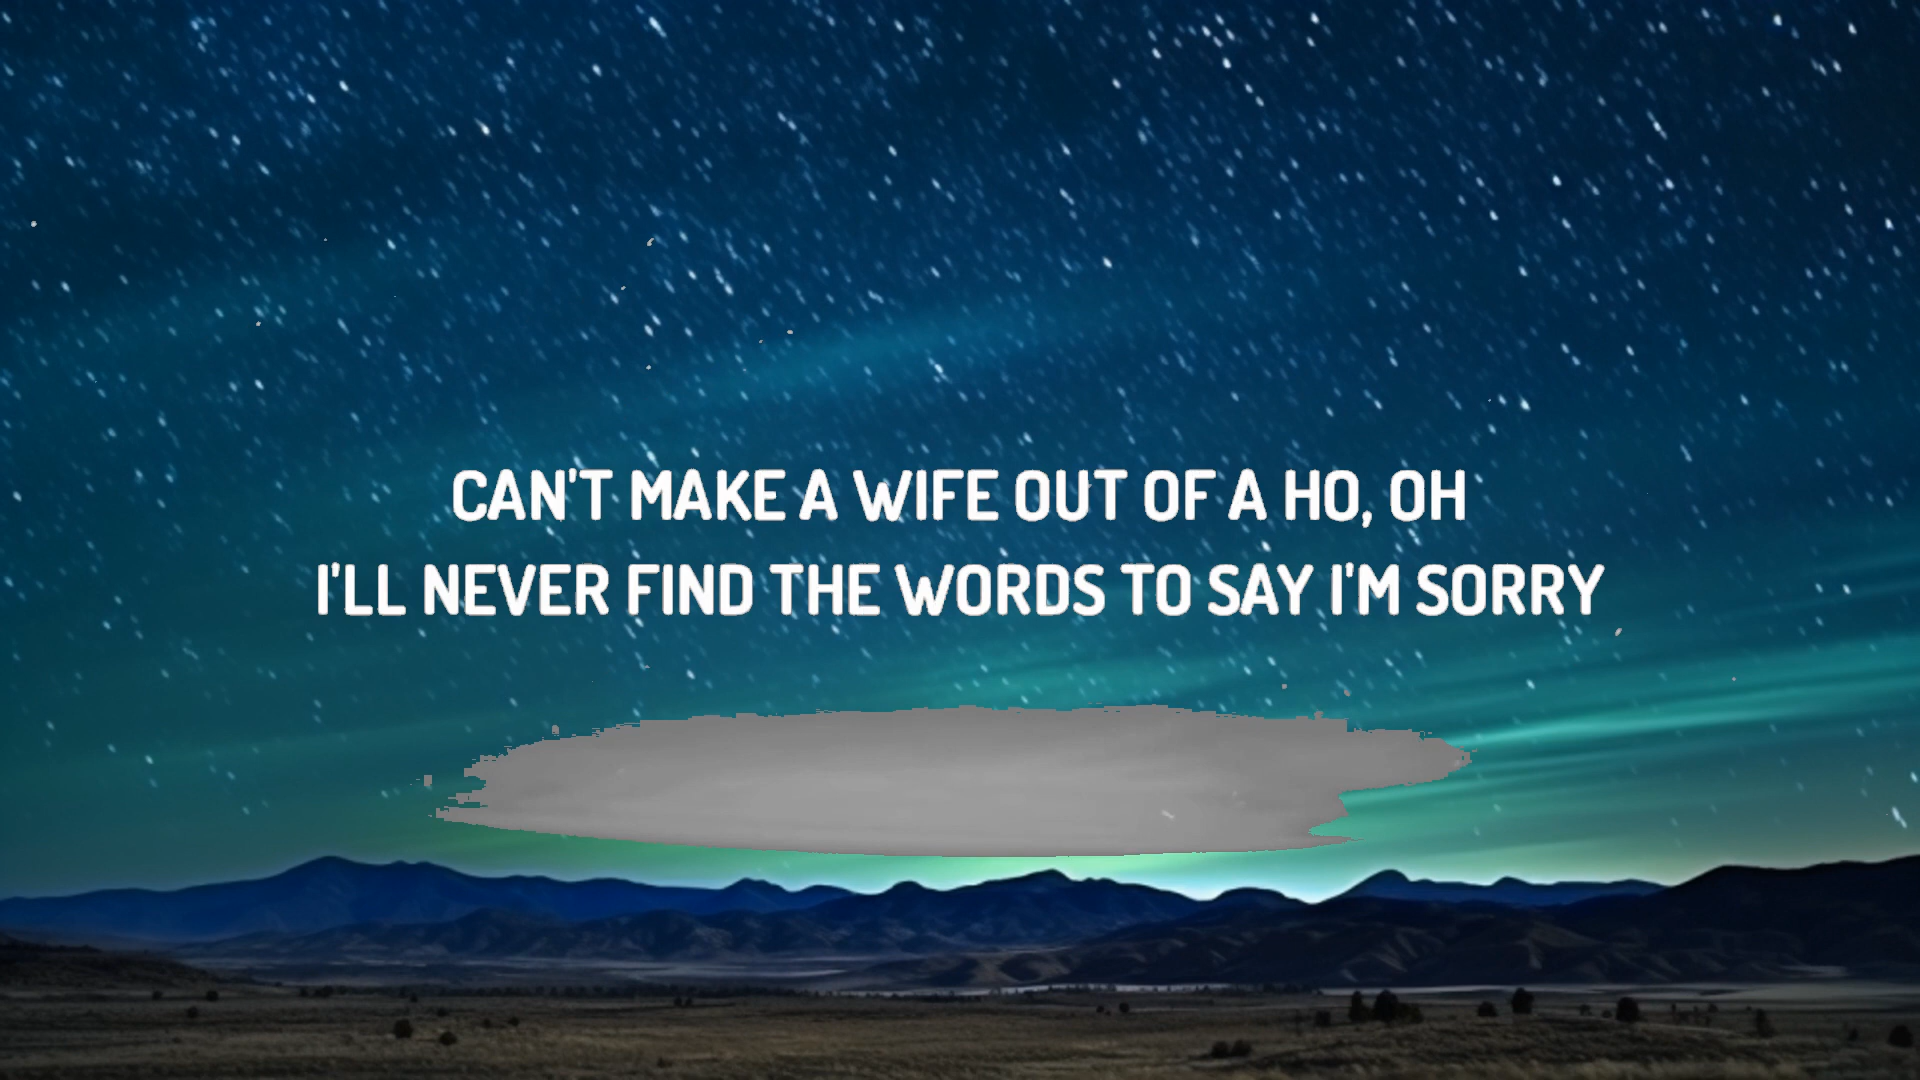 CAN'T MAKE A WIFE OUT OF A HO, OH
I'LL NEVER FIND THE WORDS TO SAY I'M SORRY